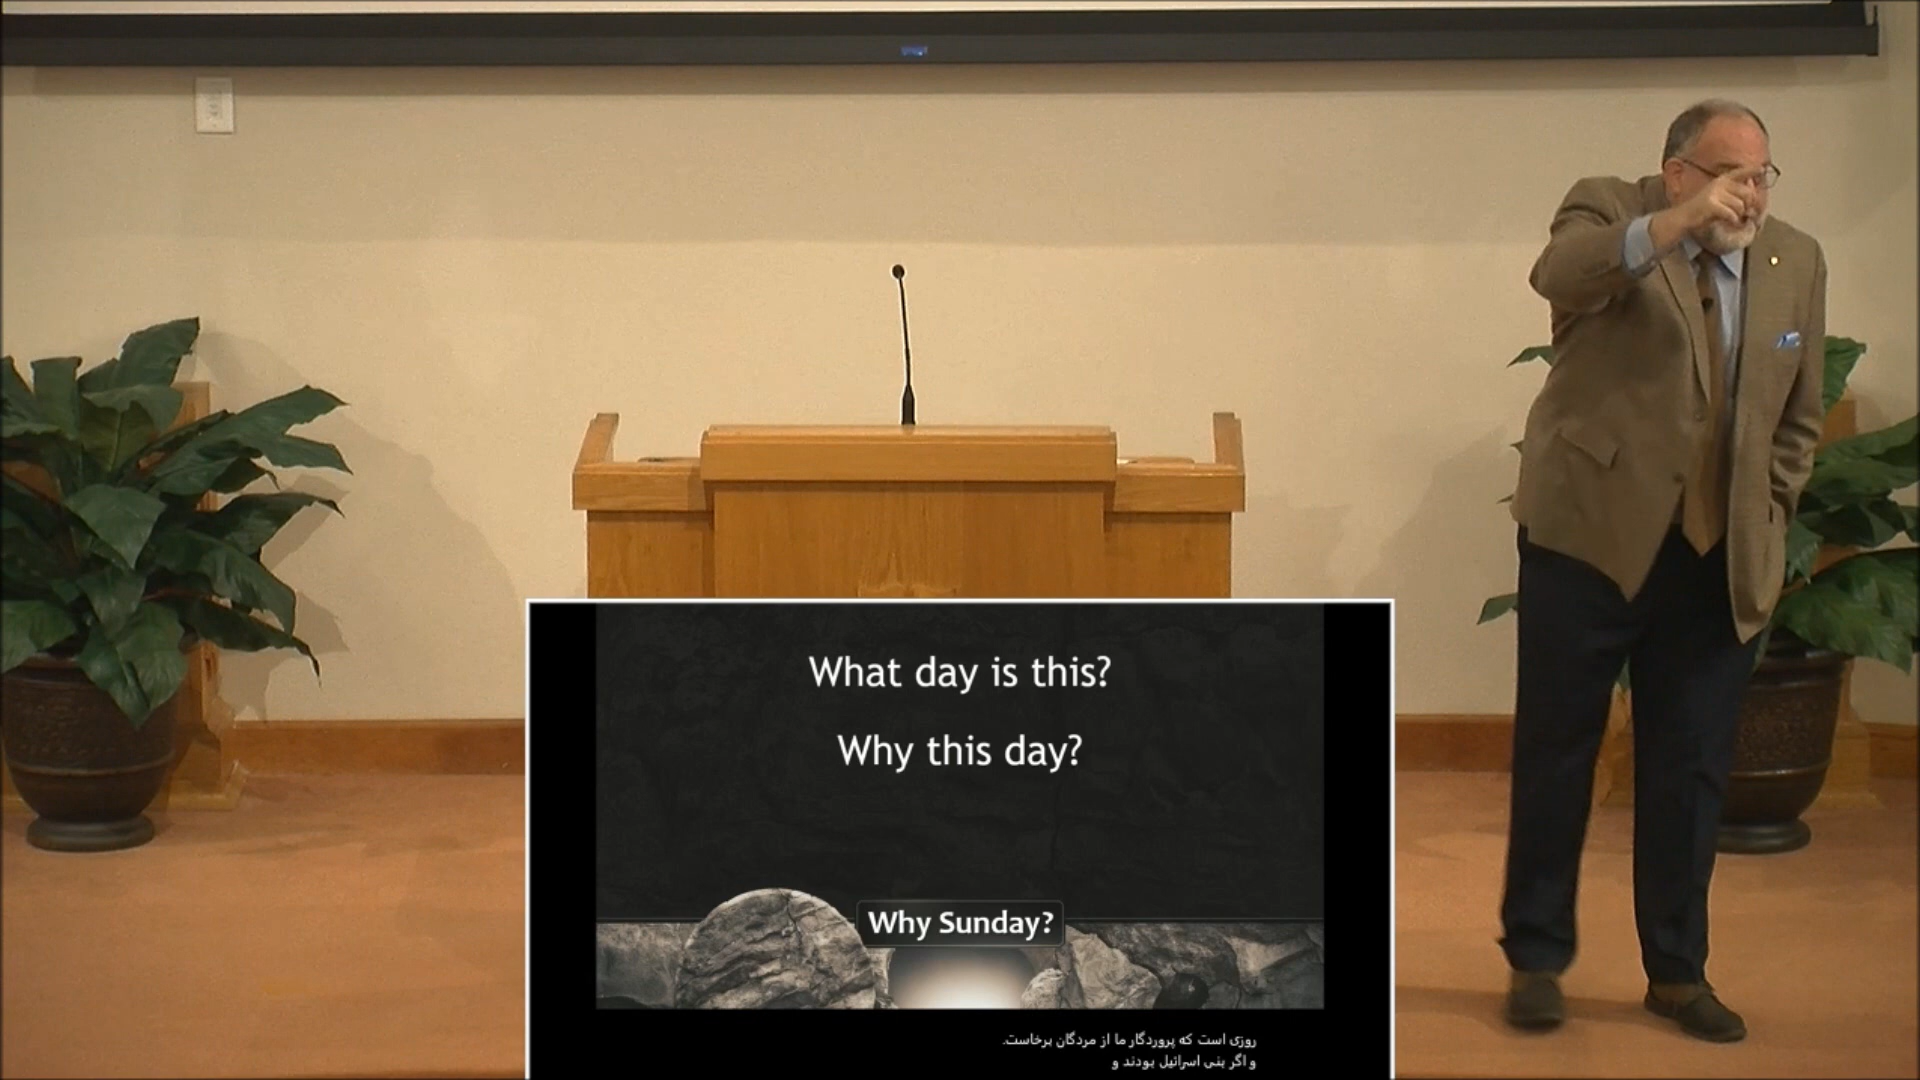 What day is this?
Why this day?
Why Sunday?
روزی است که پروردگار ما از مردگان برخاست.
و اگر بنی اسرائیل بودند و